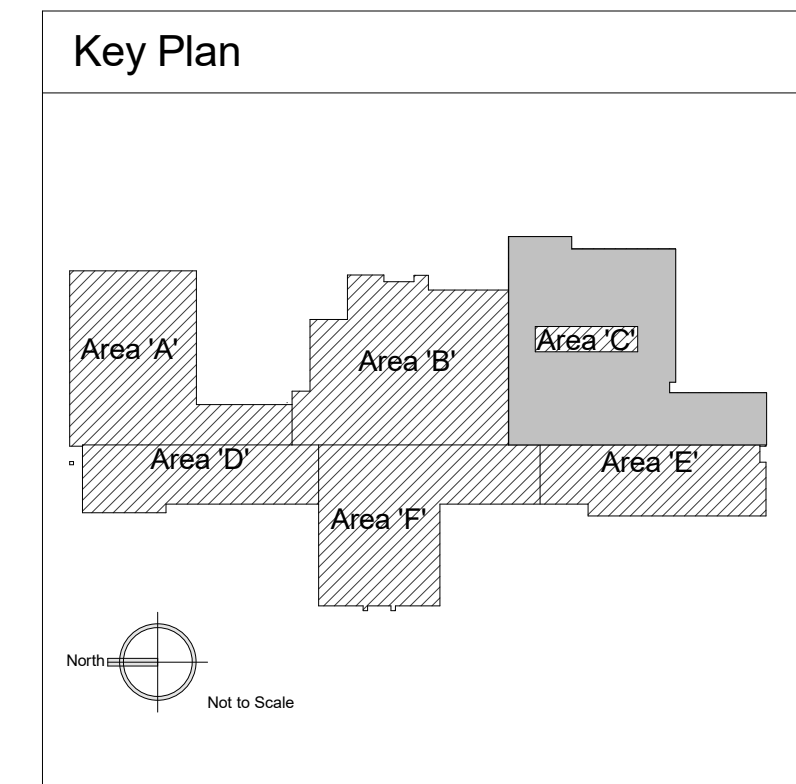 Key Plan
Area 'C'
Area 'A'
Area 'B'
Area 'D'
Area 'E'
Area 'F'
North
Not to Scale